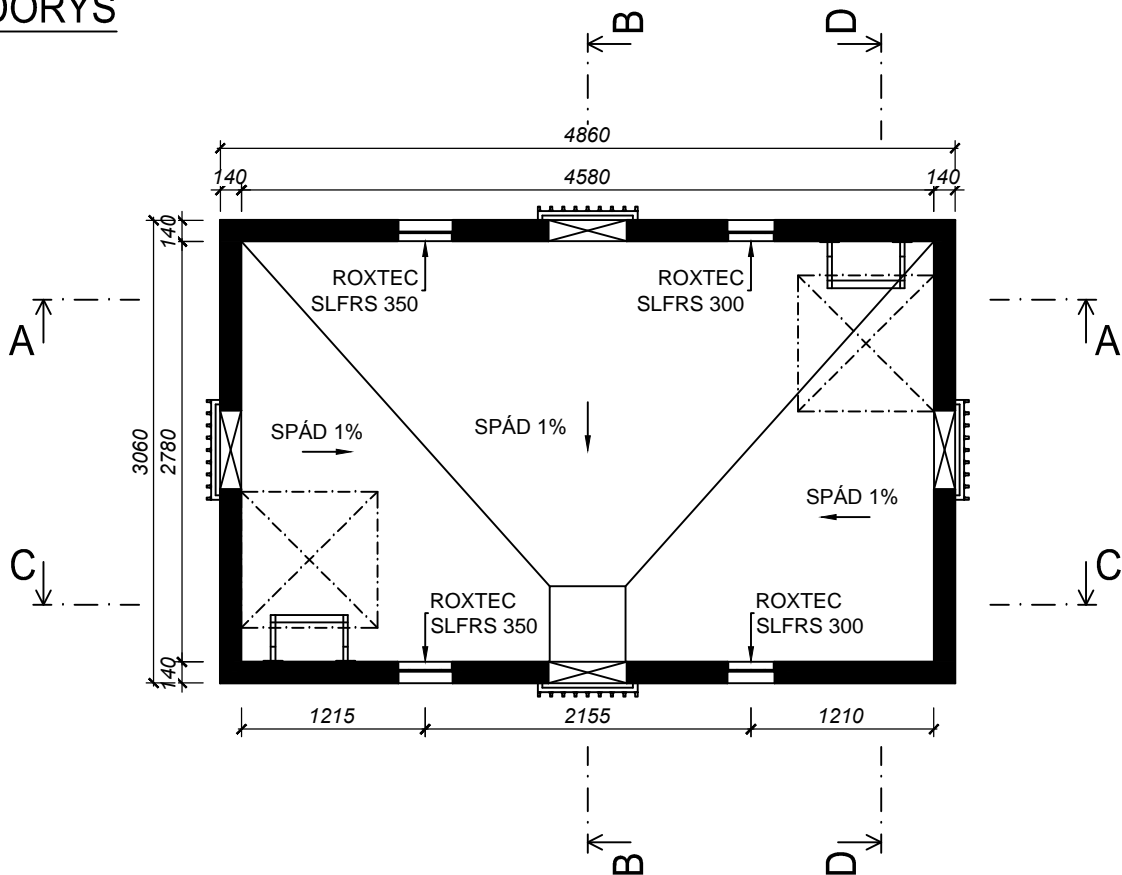 B
D
4860
140
4580
140
140
ROXTEC
SLFRS 350
ROXTEC
SLFRS 300
A
A
3060
2780
SPÁD 1%
SPÁD 1%
SPÁD 1%
C
C
ROXTEC
SLFRS 350
ROXTEC
SLFRS 300
140
1215
2155
1210
B
D